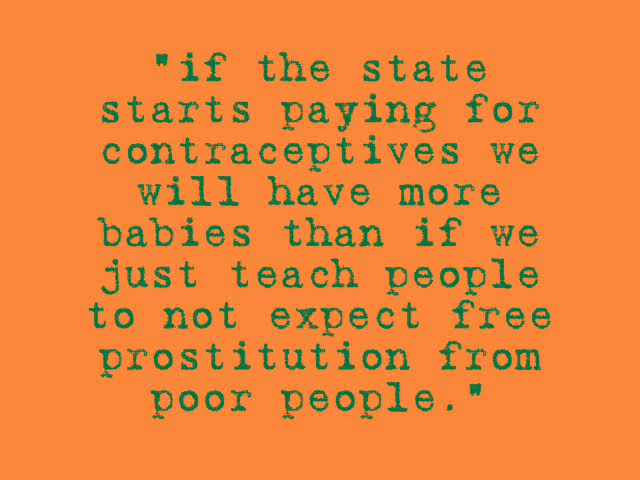 "if the state
starts paying for
contraceptives we
will have more
babies than if we
just teach people
to not expect free
prostitution from
poor people."